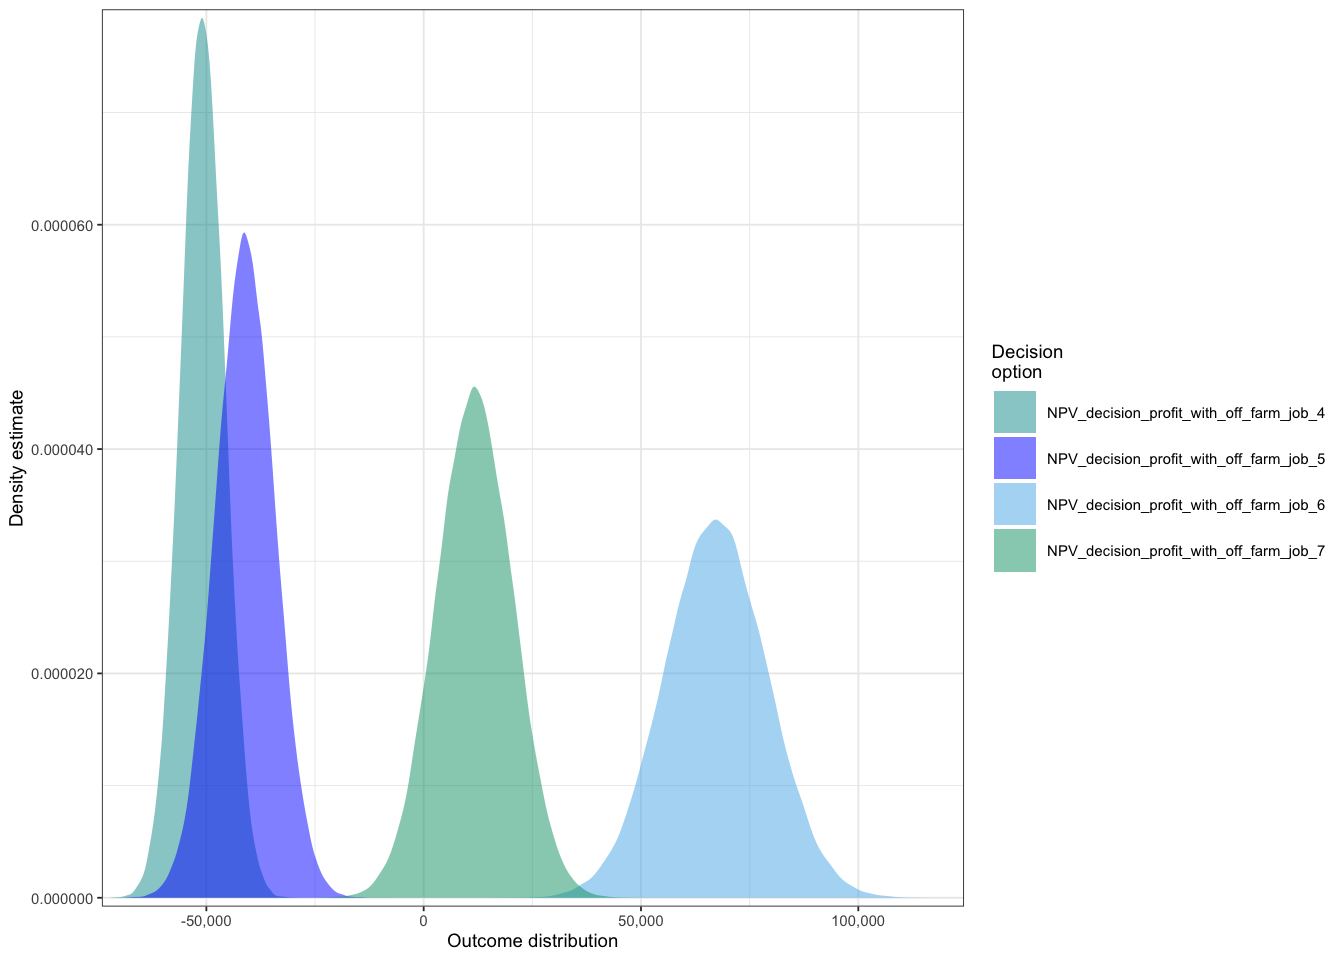 Density estimate
0.000060
0.000040
0.000020
0.000000
-50,000
0
50,000
100,000
Outcome distribution
Decision
option
NPV_decision_profit_with_off_farm_job_4
NPV_decision_profit_with_off_farm_job_5
NPV_decision_profit_with_off_farm_job_6
NPV_decision_profit_with_off_farm_job_7